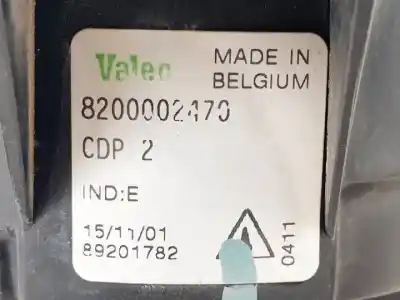 Valeo
MADE IN
BELGIUM
8200002470
CDP 2
IND:E
15/11/01
89201782
0411